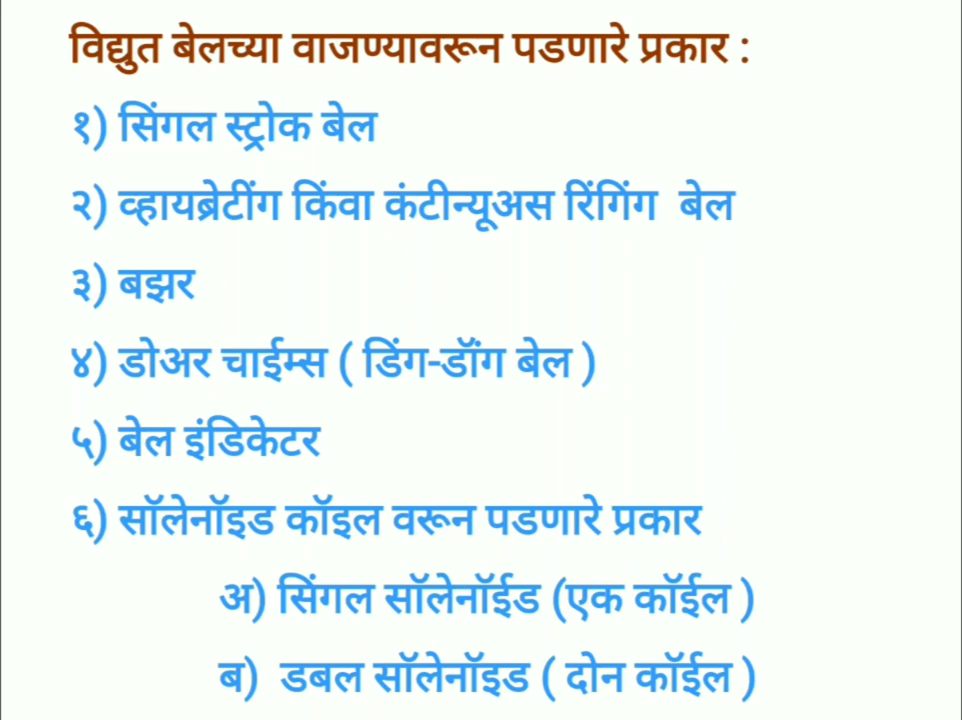 विद्युत बेलच्या वाजण्यावरून पडणारे प्रकार :
१) सिंगल स्ट्रोक बेल
२) व्हायब्रेटींग किंवा कंटीन्यूअस रिंगिंग बेल
३) बझर
४) डोअर चाईम्स ( डिंग-डॉंग बेल )
५) बेल इंडिकेटर
६) सॉलेनॉइड कॉइल वरून पडणारे प्रकार
अ) सिंगल सॉलेनॉईड (एक कॉईल )
ब) डबल सॉलेनॉइड ( दोन कॉईल )